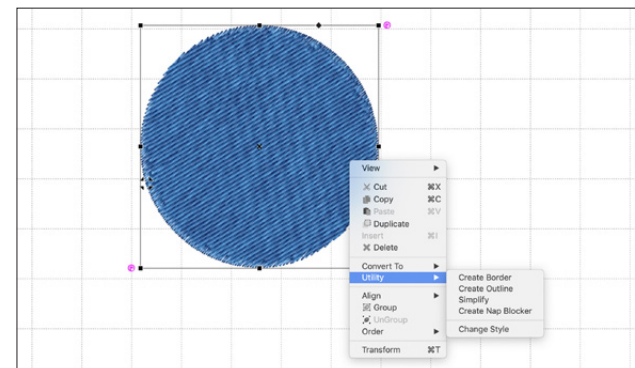 View
Cut ⌘X
Copy ⌘C
Paste ⌘V
Duplicate
Insert ⌘I
Delete
Convert To
Utility
Create Border
Create Outline
Simplify
Create Nap Blocker
Change Style
Align
Group
UnGroup
Order
Transform ⌘T